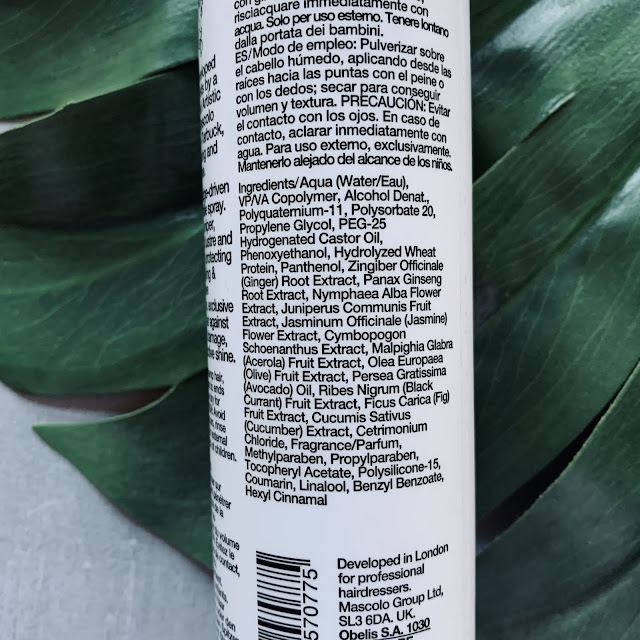 risciacquare immediatamente con
acqua. Solo per uso esterno. Tenere lontano
dalla portata dei bambini.
ES/Modo de empleo: Pulverizar sobre
el cabello húmedo, aplicando desde las
raíces hacia las puntas con el peine o
con los dedos; secar para conseguir
volumen y textura. PRECAUCIÓN: Evitar
el contacto con los ojos. En caso de
contacto, aclarar inmediatamente con
agua. Para uso externo, exclusivamente.
Mantenerlo alejado del alcance de los niños.
Ingredients/Aqua (Water/Eau),
VP/VA Copolymer, Alcohol Denat.,
Polyquaternium-11, Polysorbate 20,
Propylene Glycol, PEG-25
Hydrogenated Castor Oil,
Phenoxyethanol, Hydrolyzed Wheat
Protein, Panthenol, Zingiber Officinale
(Ginger) Root Extract, Panax Ginseng
Root Extract, Nymphaea Alba Flower
Extract, Juniperus Communis Fruit
Extract, Jasminum Officinale (Jasmine)
Flower Extract, Cymbopogon
Schoenanthus Extract, Malpighia Glabra
(Acerola) Fruit Extract, Olea Europaea
(Olive) Fruit Extract, Persea Gratissima
(Avocado) Oil, Ribes Nigrum (Black
Currant) Fruit Extract, Ficus Carica (Fig)
Fruit Extract, Cucumis Sativus
(Cucumber) Extract, Cetrimonium
Chloride, Fragrance/Parfum,
Methylparaben, Propylparaben,
Tocopheryl Acetate, Polysilicone-15,
Coumarin, Linalool, Benzyl Benzoate,
Hexyl Cinnamal
570775
Developed in London
for professional
hairdressers.
Mascolo Group Ltd,
SL3 6DA. UK.
Obelis S.A. 1030